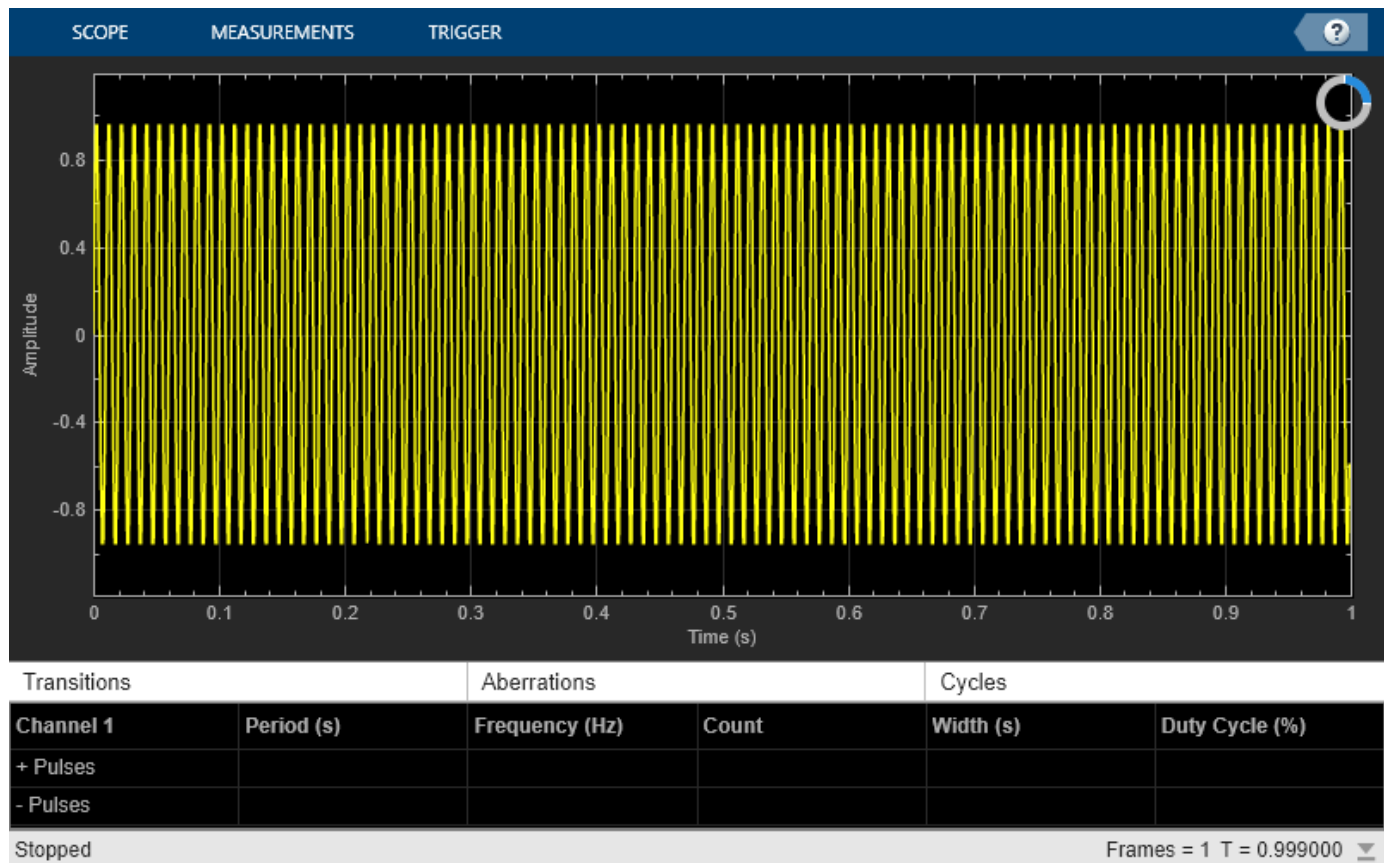 SCOPE MEASUREMENTS TRIGGER ?
0.8
0.4
0
-0.4
-0.8
Amplitude
0 0.1 0.2 0.3 0.4 0.5 0.6 0.7 0.8 0.9 1
Time (s)
Transitions Aberrations Cycles
Channel 1 Period (s) Frequency (Hz) Count Width (s) Duty Cycle (%)
+ Pulses
- Pulses
Stopped Frames = 1 T = 0.999000